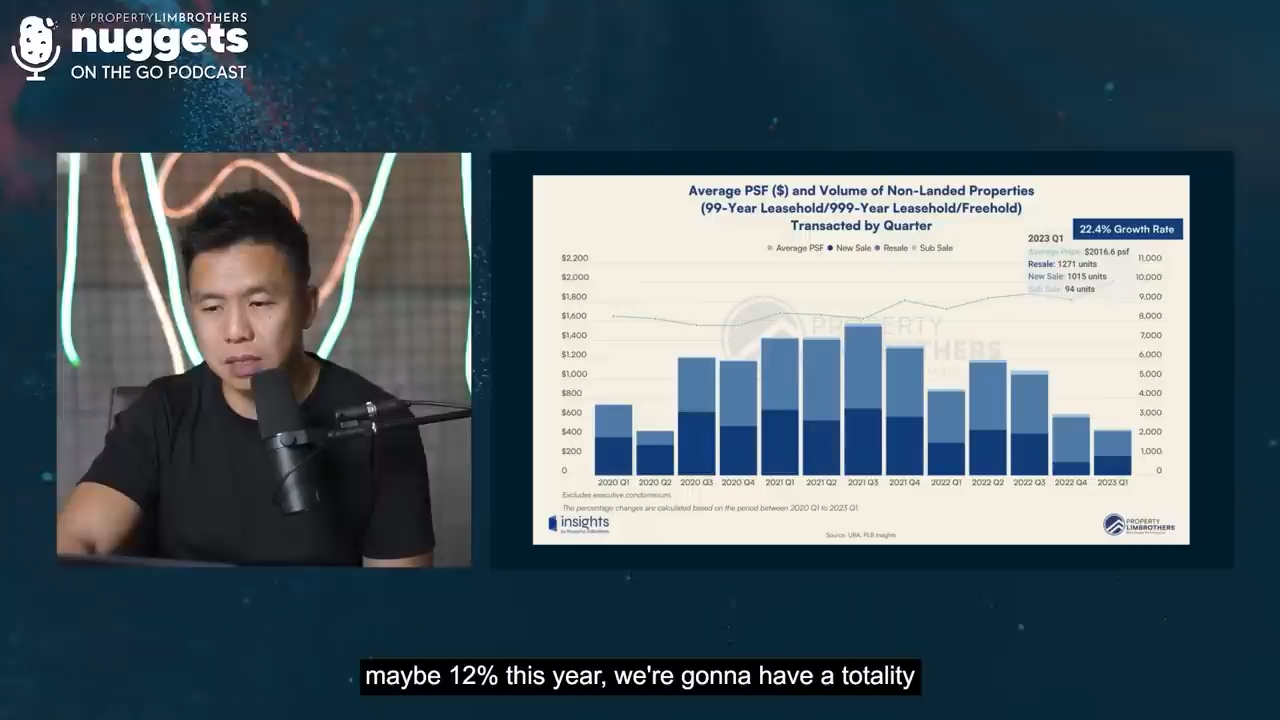 BY PROPERTYLIMBROTHERS
nuggets
ON THE GO PODCAST
Average PSF ($) and Volume of Non-Landed Properties
(99-Year Leasehold/999-Year Leasehold/Freehold)
Transacted by Quarter
22.4% Growth Rate
2023 Q1
Average Price: $2016.6 psf
Resale: 1271 units
New Sale: 1015 units
Sub Sale: 94 units
Average PSF New Sale Resale Sub Sale
$2,200 11,000
$2,000 10,000
$1,800 9,000
$1,600 8,000
$1,400 7,000
$1,200 6,000
$1,000 5,000
$800 4,000
$600 3,000
$400 2,000
$200 1,000
0 0
PROPERTY
2020 Q1 2020 Q2 2020 Q3 2020 Q4 2021 Q1 2021 Q2 2021 Q3 2021 Q4 2022 Q1 2022 Q2 2022 Q3 2022 Q4 2023 Q1
Excludes executive condominium.
The percentage changes are calculated based on the period between 2020 Q1 to 2023 Q1.
insights
PROPERTY
LIMBROTHERS
Source: URA, PLB Insights
maybe 12% this year, we're gonna have a totality